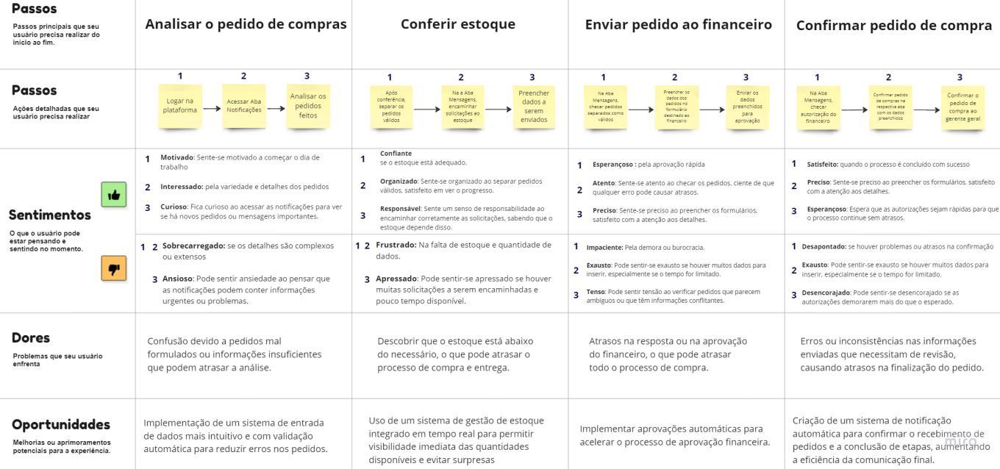 Passos
Passos principais que seu
usuário precisa realizar do
início ao fim.
Analisar o pedido de compras
Conferir estoque
Enviar pedido ao financeiro
Confirmar pedido de compra
Passos
Ações detalhadas que seu
usuário precisa realizar
1
2
3
Logar na
plataforma
Acessar Aba
Notificações
Analisar os
pedidos
feitos
1
2
3
Após
conferência,
separar os
pedidos
válidos
Na a Aba
Mensagens,
encaminhar
solicitações ao
estoque
Preencher
dados a
serem
enviados
1
2
3
Na Aba
Mensagens,
checar pedidos
separados como
válidos
Preencher os
dados dos
pedidos no
formulário
destinado ao
financeiro
Enviar os
dados
preenchidos
para
aprovação
1
2
3
Na Aba
Mensagens,
checar
autorização do
financeiro
Confirmar pedido
de compras na
respectiva aba
com os dados
preenchidos
Confirmar o
pedido de
compra ao
gerente geral
Sentimentos
O que o usuário pode
estar pensando e
sentindo no momento.
1 Motivado: Sente-se motivado a começar o dia de
trabalho
2 Interessado: pela variedade e detalhes dos pedidos
3 Curioso: Fica curioso ao acessar as notificações para ver
se há novos pedidos ou mensagens importantes.
1 Confiante
se o estoque está adequado.
2 Organizado: Sente-se organizado ao separar pedidos
válidos, satisfeito em ver o progresso.
3 Responsável: Sente um senso de responsabilidade ao
encaminhar corretamente as solicitações, sabendo que o
estoque depende disso.
1 Esperançoso : pela aprovação rápida
2 Atento: Sente-se atento ao checar os pedidos, ciente de que
qualquer erro pode causar atrasos.
3 Preciso: Sente-se preciso ao preencher os formulários,
satisfeito com a atenção aos detalhes.
1 Satisfeito: quando o processo é concluído com sucesso
2 Preciso: Sente-se preciso ao preencher os formulários, satisfeito
com a atenção aos detalhes.
3 Esperançoso: Espera que as autorizações sejam rápidas para que
o processo continue sem atrasos.
1 2 Sobrecarregado: se os detalhes são complexos
ou extensos
3 Ansioso: Pode sentir ansiedade ao pensar que
as notificações podem conter informações
urgentes ou problemas.
1 2 Frustrado: Na falta de estoque e quantidade de
dados.
3 Apressado: Pode sentir-se apressado se houver
muitas solicitações a serem encaminhadas e
pouco tempo disponível.
1 Impaciente: Pela demora ou burocracia.
2 Exausto: Pode sentir-se exausto se houver muitos dados para
inserir, especialmente se o tempo for limitado.
3 Tenso: Pode sentir tensão ao verificar pedidos que parecem
ambíguos ou que têm informações conflitantes.
1 Desapontado: se houver problemas ou atrasos na confirmação
2 Exausto: Pode sentir-se exausto se houver muitos dados para
inserir, especialmente se o tempo for limitado.
3 Desencorajado: Pode sentir-se desencorajado se as
autorizações demorarem mais do que o esperado.
Dores
Problemas que seu usuário
enfrenta
Confusão devido a pedidos mal
formulados ou informações insuficientes
que podem atrasar a análise.
Descobrir que o estoque está abaixo
do necessário, o que pode atrasar o
processo de compra e entrega.
Atrasos na resposta ou na aprovação
do financeiro, o que pode atrasar
todo o processo de compra.
Erros ou inconsistências nas informações
enviadas que necessitam de revisão,
causando atrasos na finalização do pedido.
Oportunidades
Melhorias ou aprimoramentos
potenciais para a experiência.
Implementação de um sistema de entrada
de dados mais intuitivo e com validação
automática para reduzir erros nos pedidos.
Uso de um sistema de gestão de estoque
integrado em tempo real para permitir
visibilidade imediata das quantidades
disponíveis e evitar surpresas
Implementar aprovações automáticas para
acelerar o processo de aprovação financeira.
Criação de um sistema de notificação
automática para confirmar o recebimento de
pedidos e a conclusão de etapas, aumentando
a eficiência da comunicação final.
miro